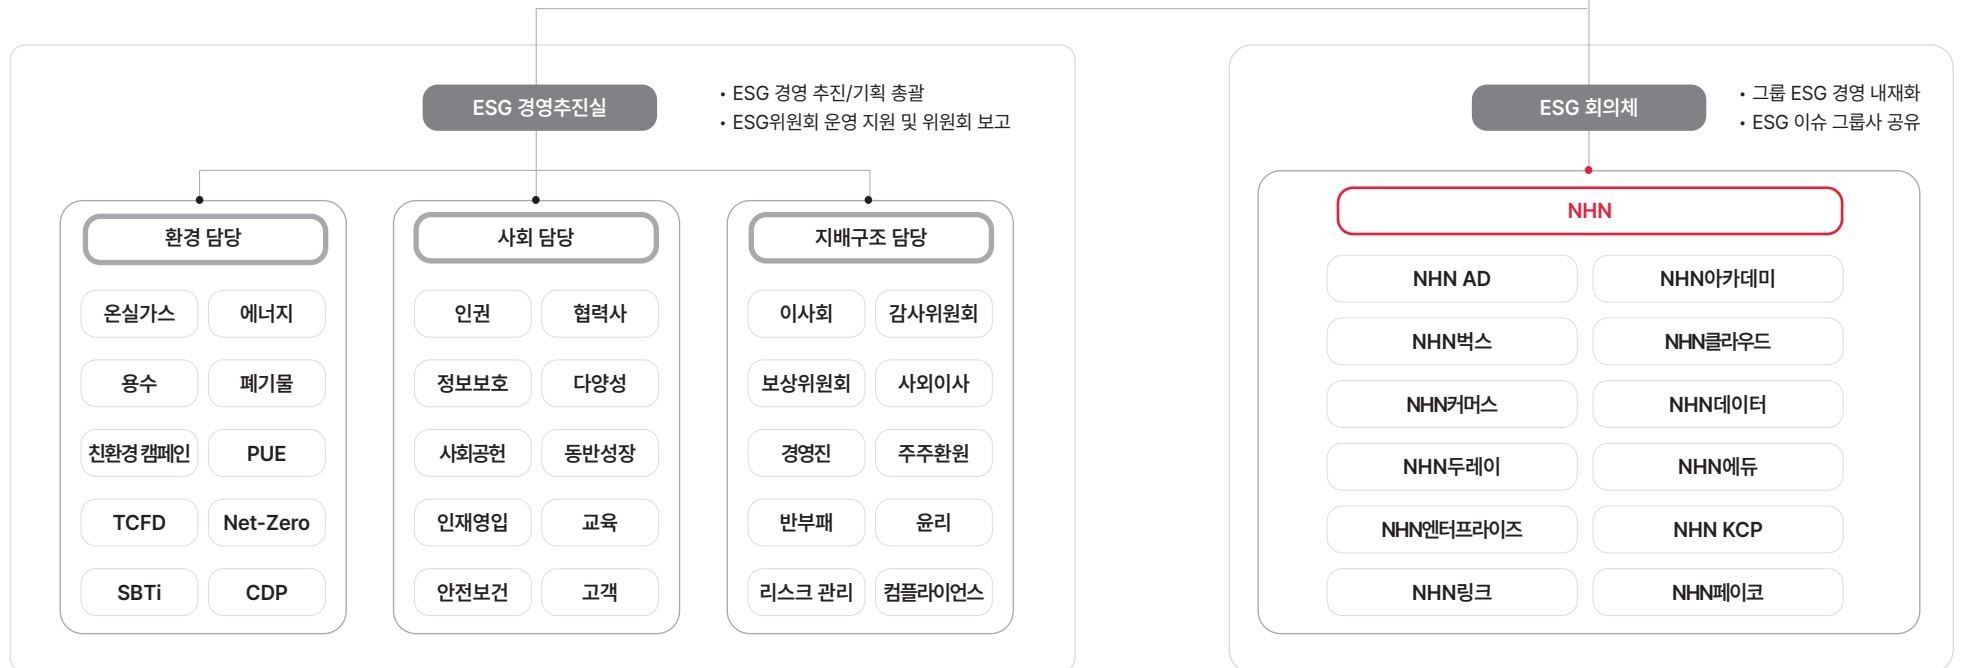 ESG 경영추진실
• ESG 경영 추진/기획 총괄
• ESG위원회 운영 지원 및 위원회 보고
환경 담당
온실가스 에너지
용수 폐기물
친환경 캠페인 PUE
TCFD Net-Zero
SBTi CDP
사회 담당
인권 협력사
정보보호 다양성
사회공헌 동반성장
인재영입 교육
안전보건 고객
지배구조 담당
이사회 감사위원회
보상위원회 사외이사
경영진 주주환원
반부패 윤리
리스크 관리 컴플라이언스
ESG 회의체
• 그룹 ESG 경영 내재화
• ESG 이슈 그룹사 공유
NHN
NHN AD NHN아카데미
NHN벅스 NHN클라우드
NHN커머스 NHN데이터
NHN두레이 NHN에듀
NHN엔터프라이즈 NHN KCP
NHN링크 NHN페이코